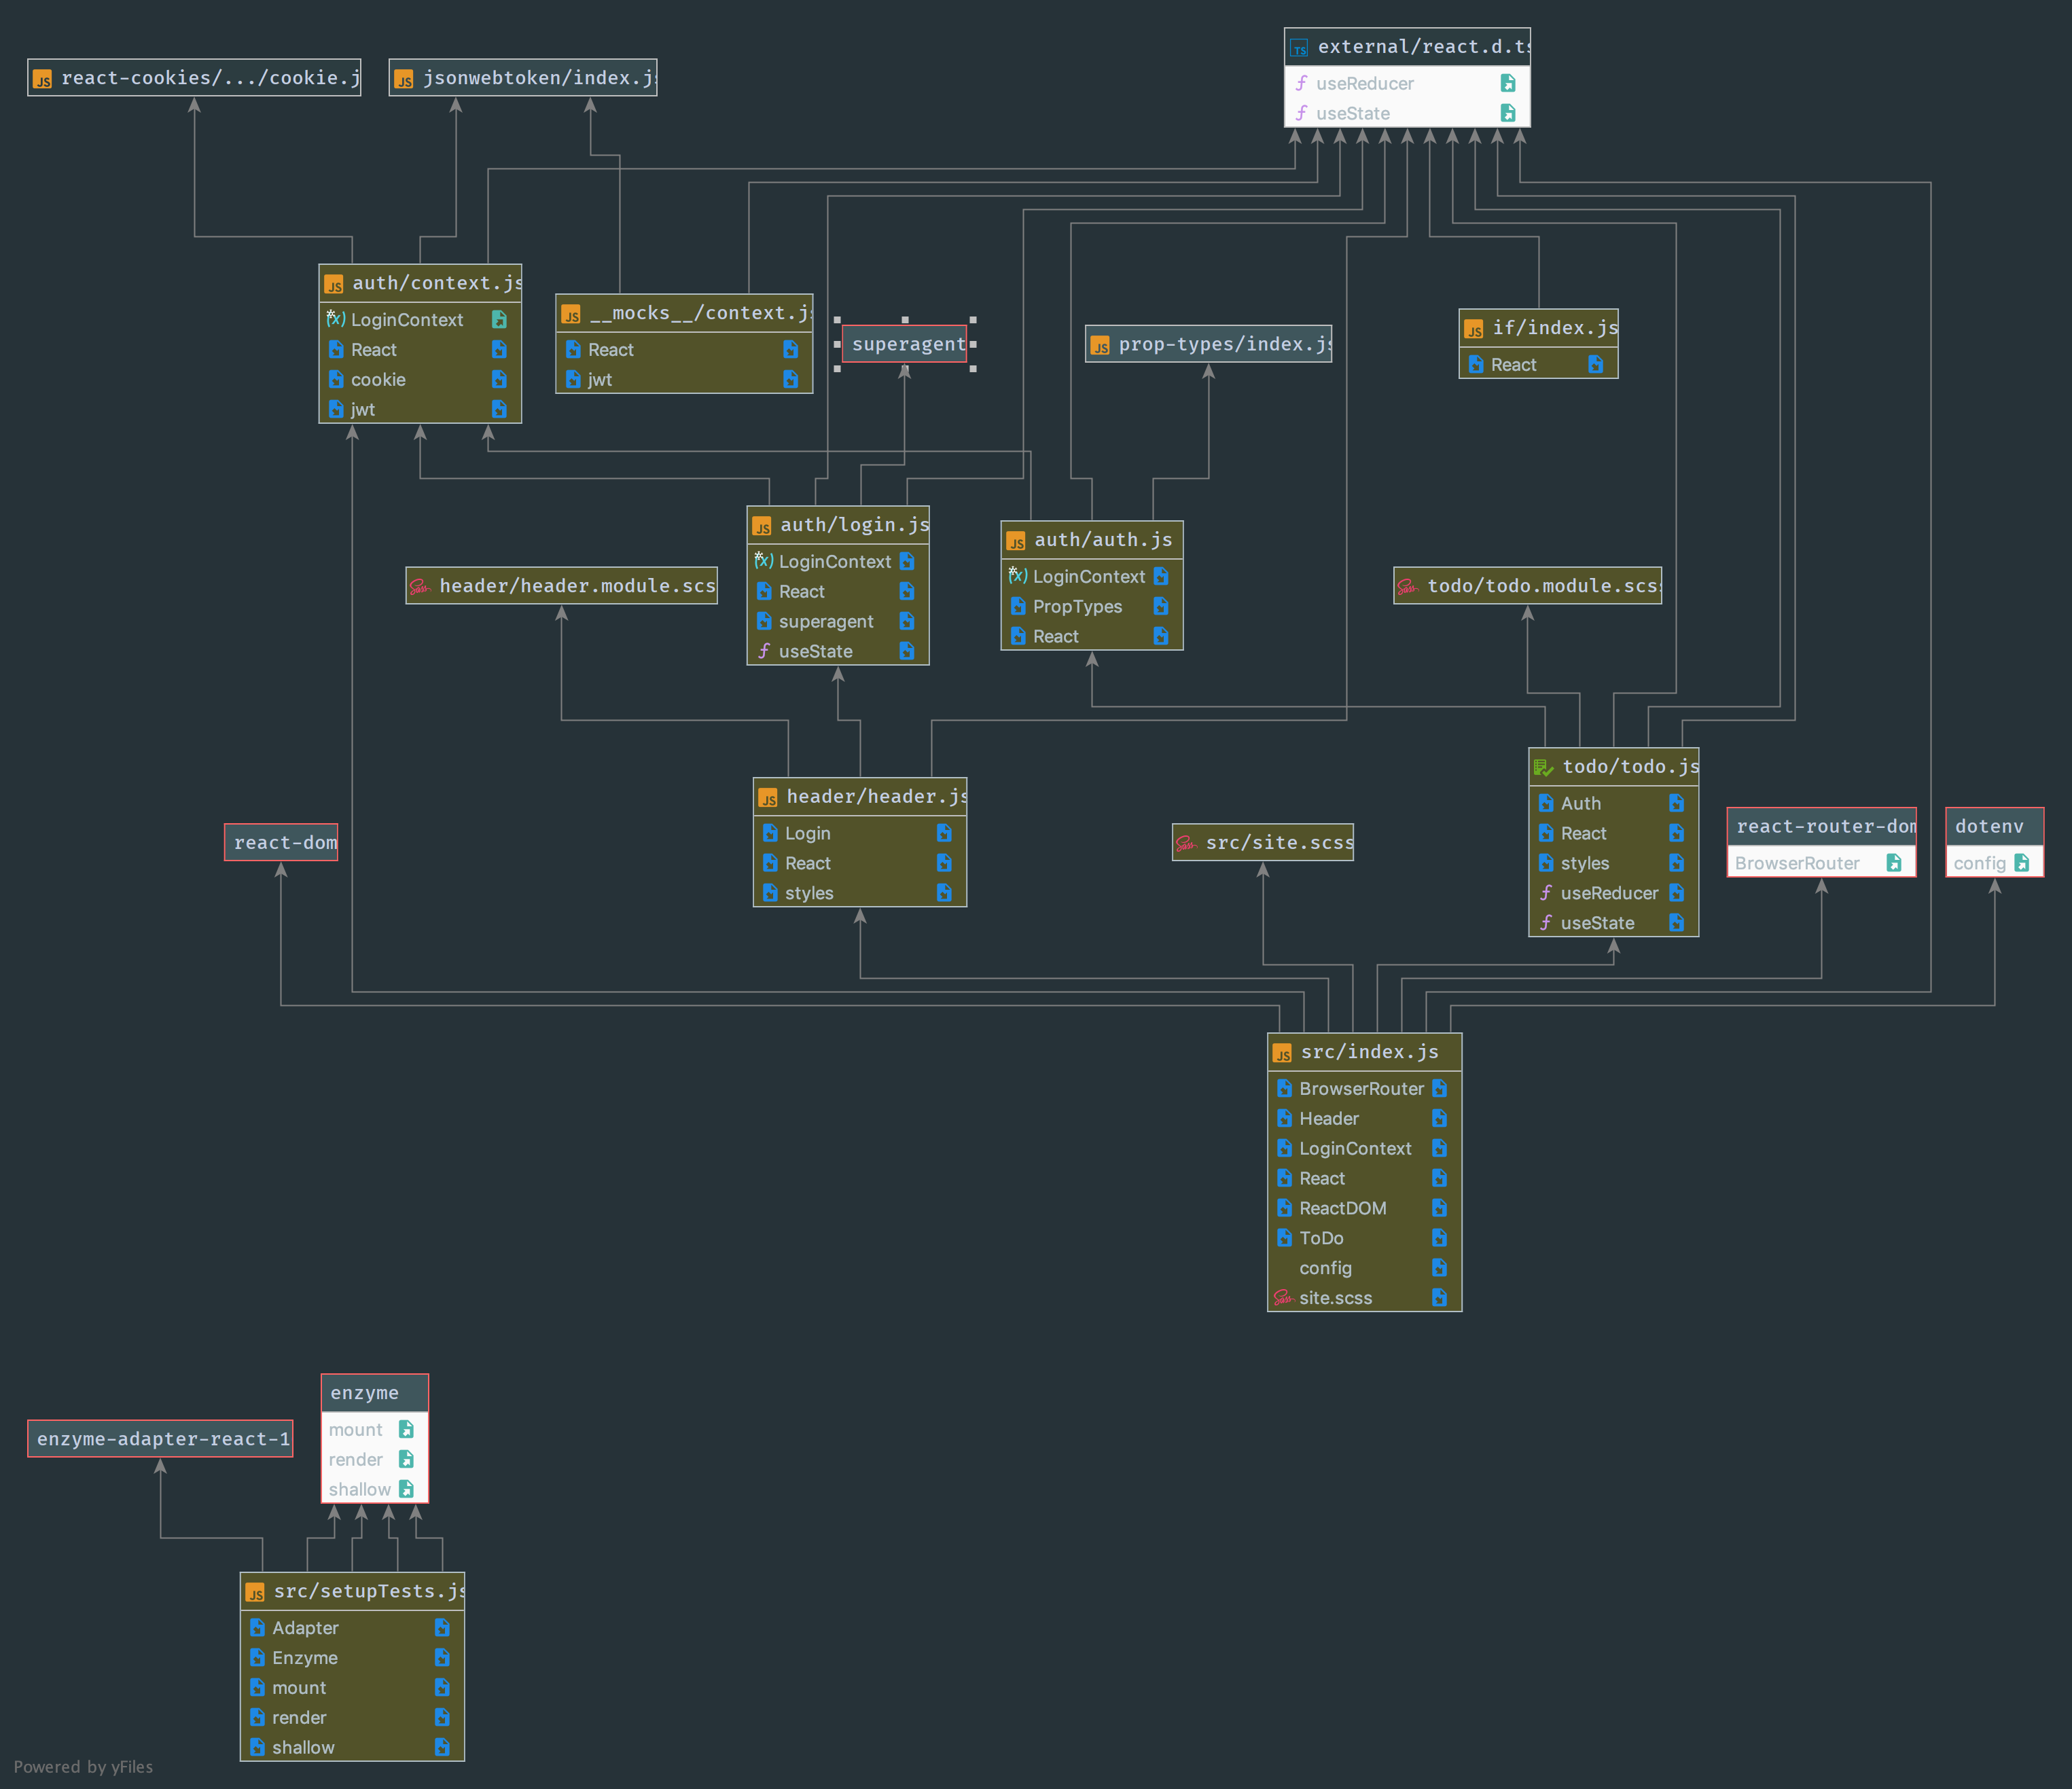 external/react.d.ts
useReducer
useState
react-cookies/.../cookie.j
jsonwebtoken/index.j
auth/context.js
LoginContext
React
cookie
jwt
__mocks__/context.j
React
jwt
superagent
prop-types/index.js
if/index.js
React
auth/login.js
LoginContext
React
superagent
useState
auth/auth.js
LoginContext
PropTypes
React
header/header.module.scs
todo/todo.module.scs
header/header.js
Login
React
styles
todo/todo.js
Auth
React
styles
useReducer
useState
react-dom
src/site.scss
react-router-dom
BrowserRouter
dotenv
config
src/index.js
BrowserRouter
Header
LoginContext
React
ReactDOM
ToDo
config
site.scss
enzyme
mount
render
shallow
enzyme-adapter-react-1
src/setupTests.js
Adapter
Enzyme
mount
render
shallow
Powered by yFiles